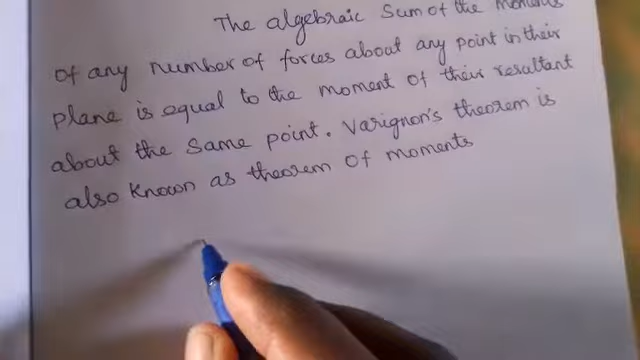 The algebraic Sum of the Moments
of any number of forces about any point in their
plane is equal to the moment of their resultant
about the Same point. Varignon's theorem is
also known as theorem of moments